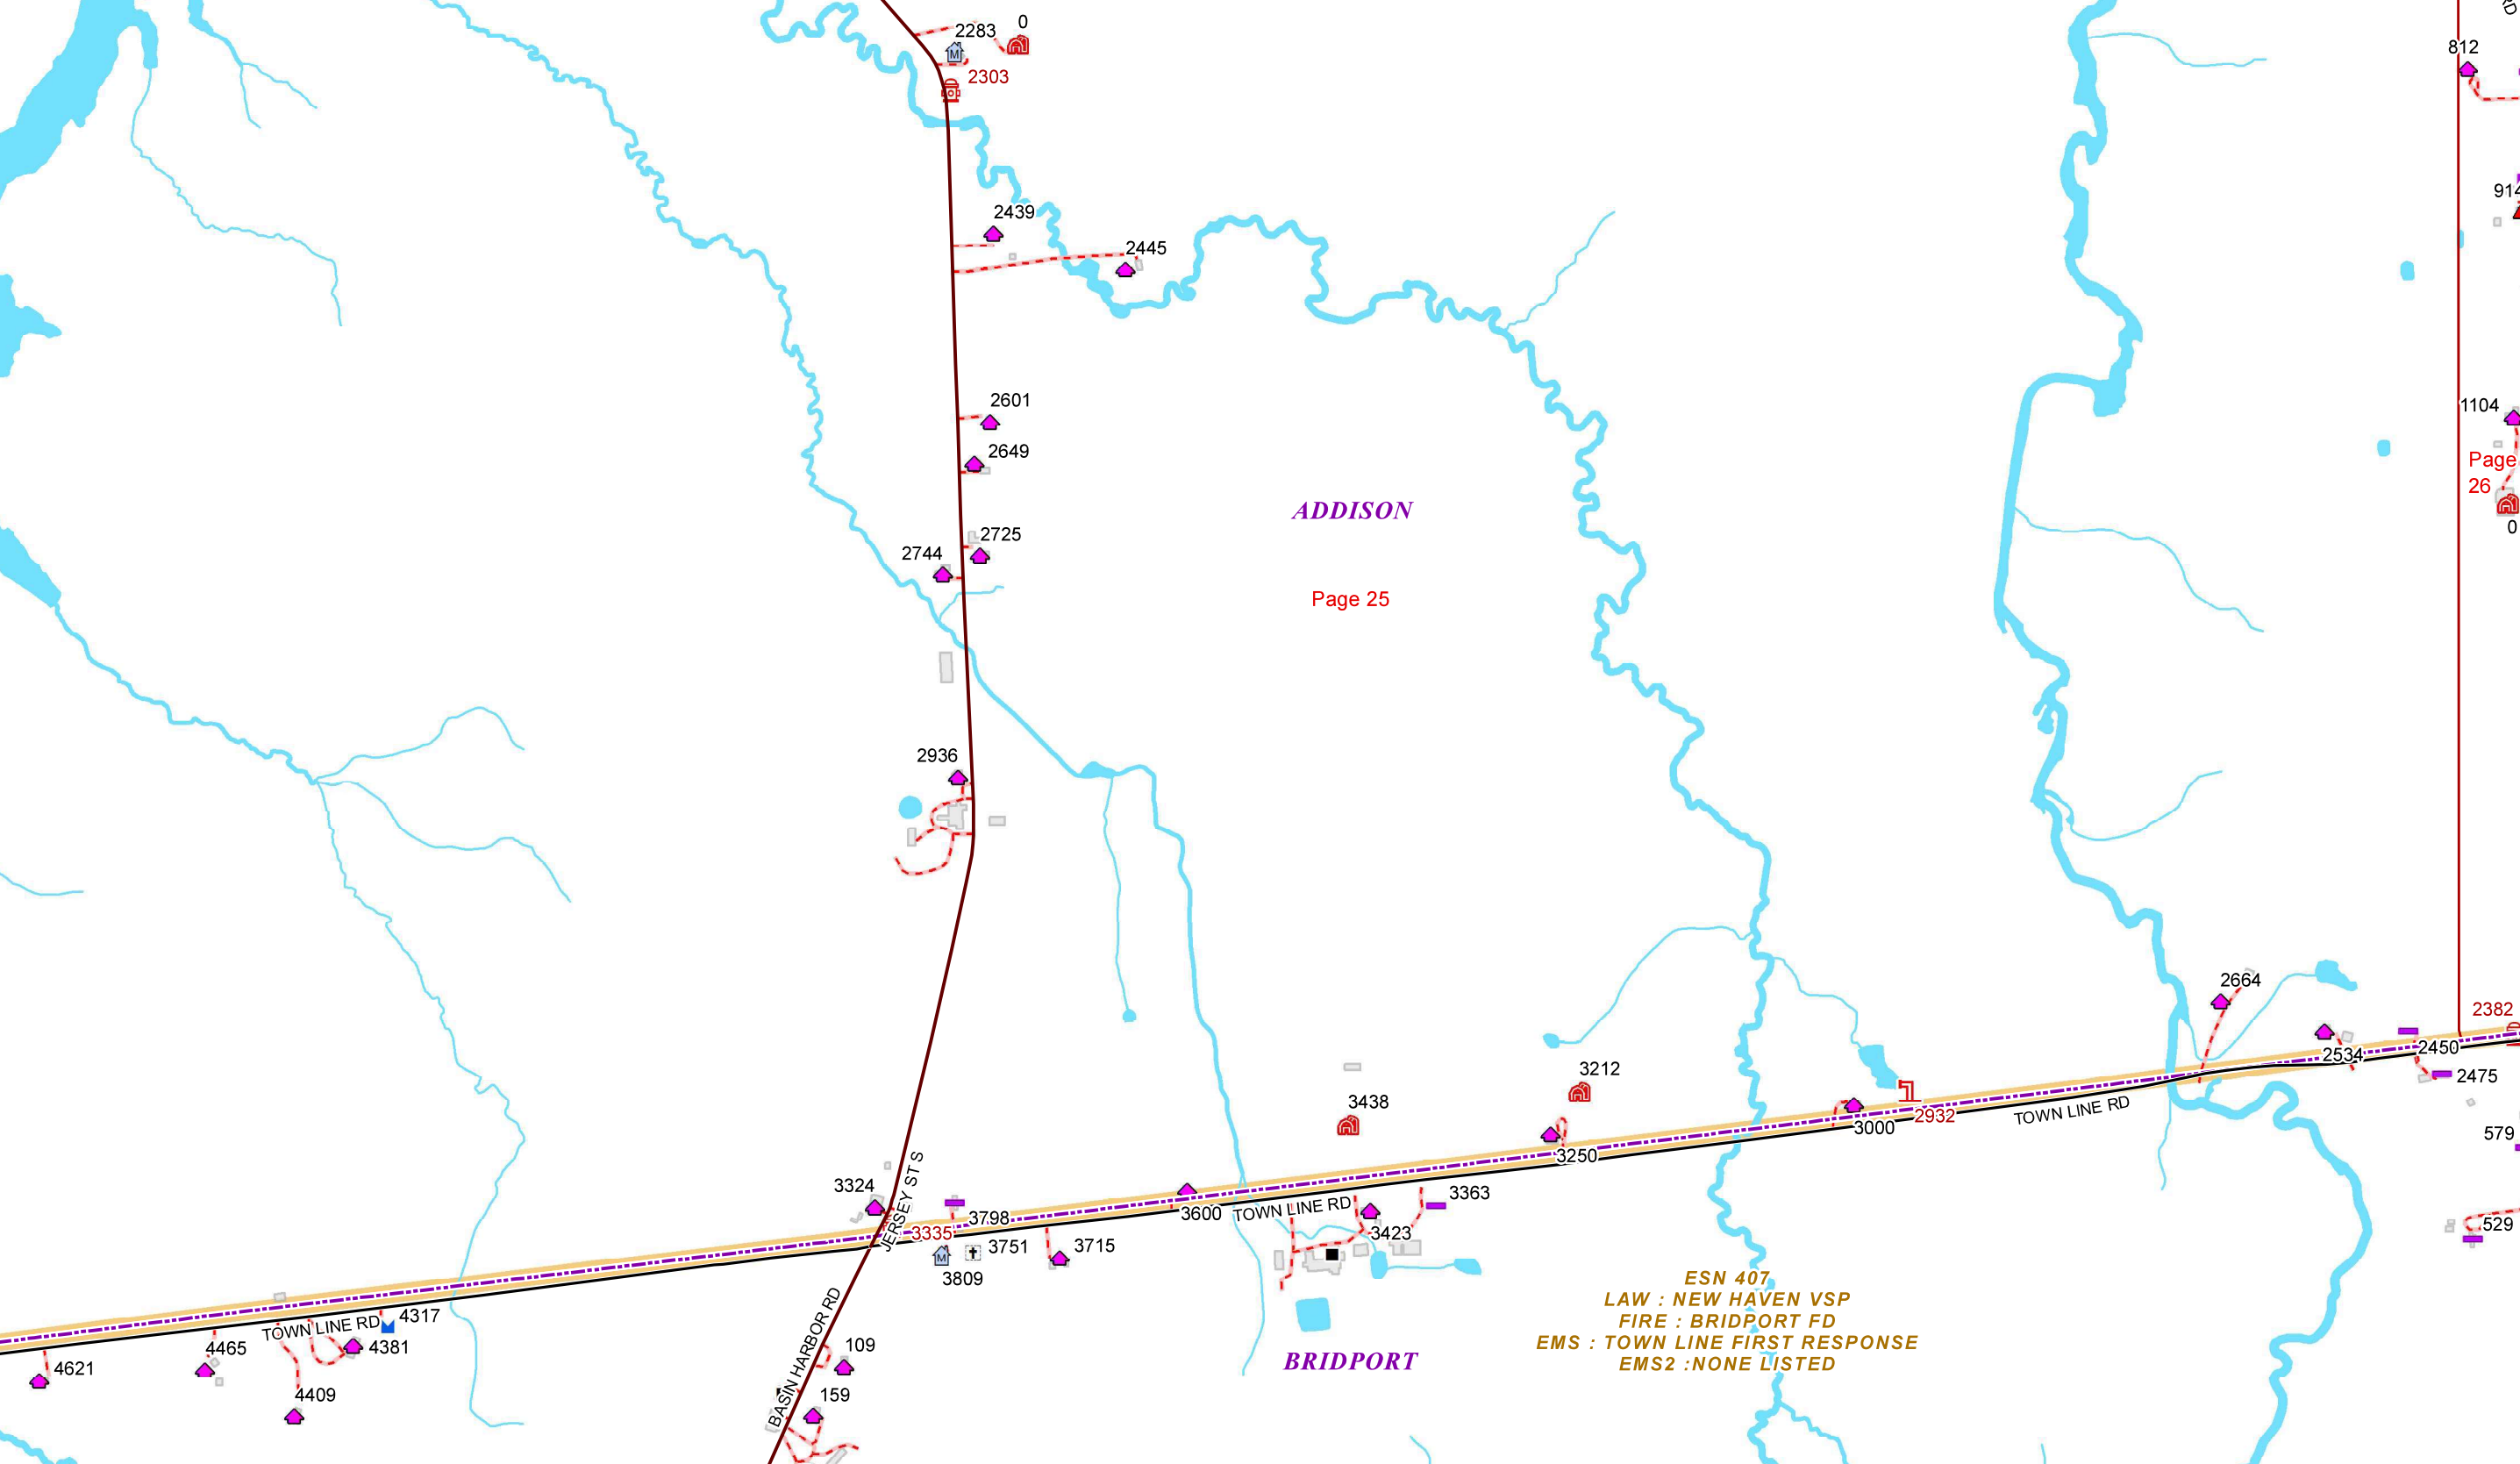 0
2283
M
2303
812
RD
914
2439
2445
2601
1104
2649
Page
26
ADDISON
2725
0
2744
Page 25
2936
2664
2382
2534
2450
2475
3212
3438
2932
3000
TOWN LINE RD
579
3250
JERSEY ST S
3324
3363
3798
3600
TOWN LINE RD
3335
3423
529
3751
3715
M
3809
ESN 407
LAW : NEW HAVEN VSP
FIRE : BRIDPORT FD
EMS : TOWN LINE FIRST RESPONSE
EMS2 :NONE LISTED
BRIDPORT
BASIN HARBOR RD
109
159
4317
TOWN LINE RD
4381
4465
4621
4409